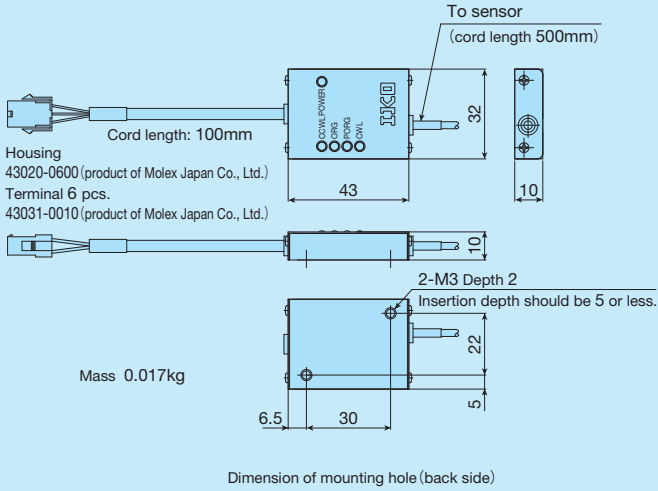 To sensor
(cord length 500mm)
CCWL
POWER
ORG
PORG
CWL
IKO
32
Cord length: 100mm
Housing
43020-0600 (product of Molex Japan Co., Ltd.)
Terminal 6 pcs.
43031-0010 (product of Molex Japan Co., Ltd.)
43
10
10
2-M3 Depth 2
Insertion depth should be 5 or less.
22
Mass 0.017kg
5
6.5
30
Dimension of mounting hole (back side)